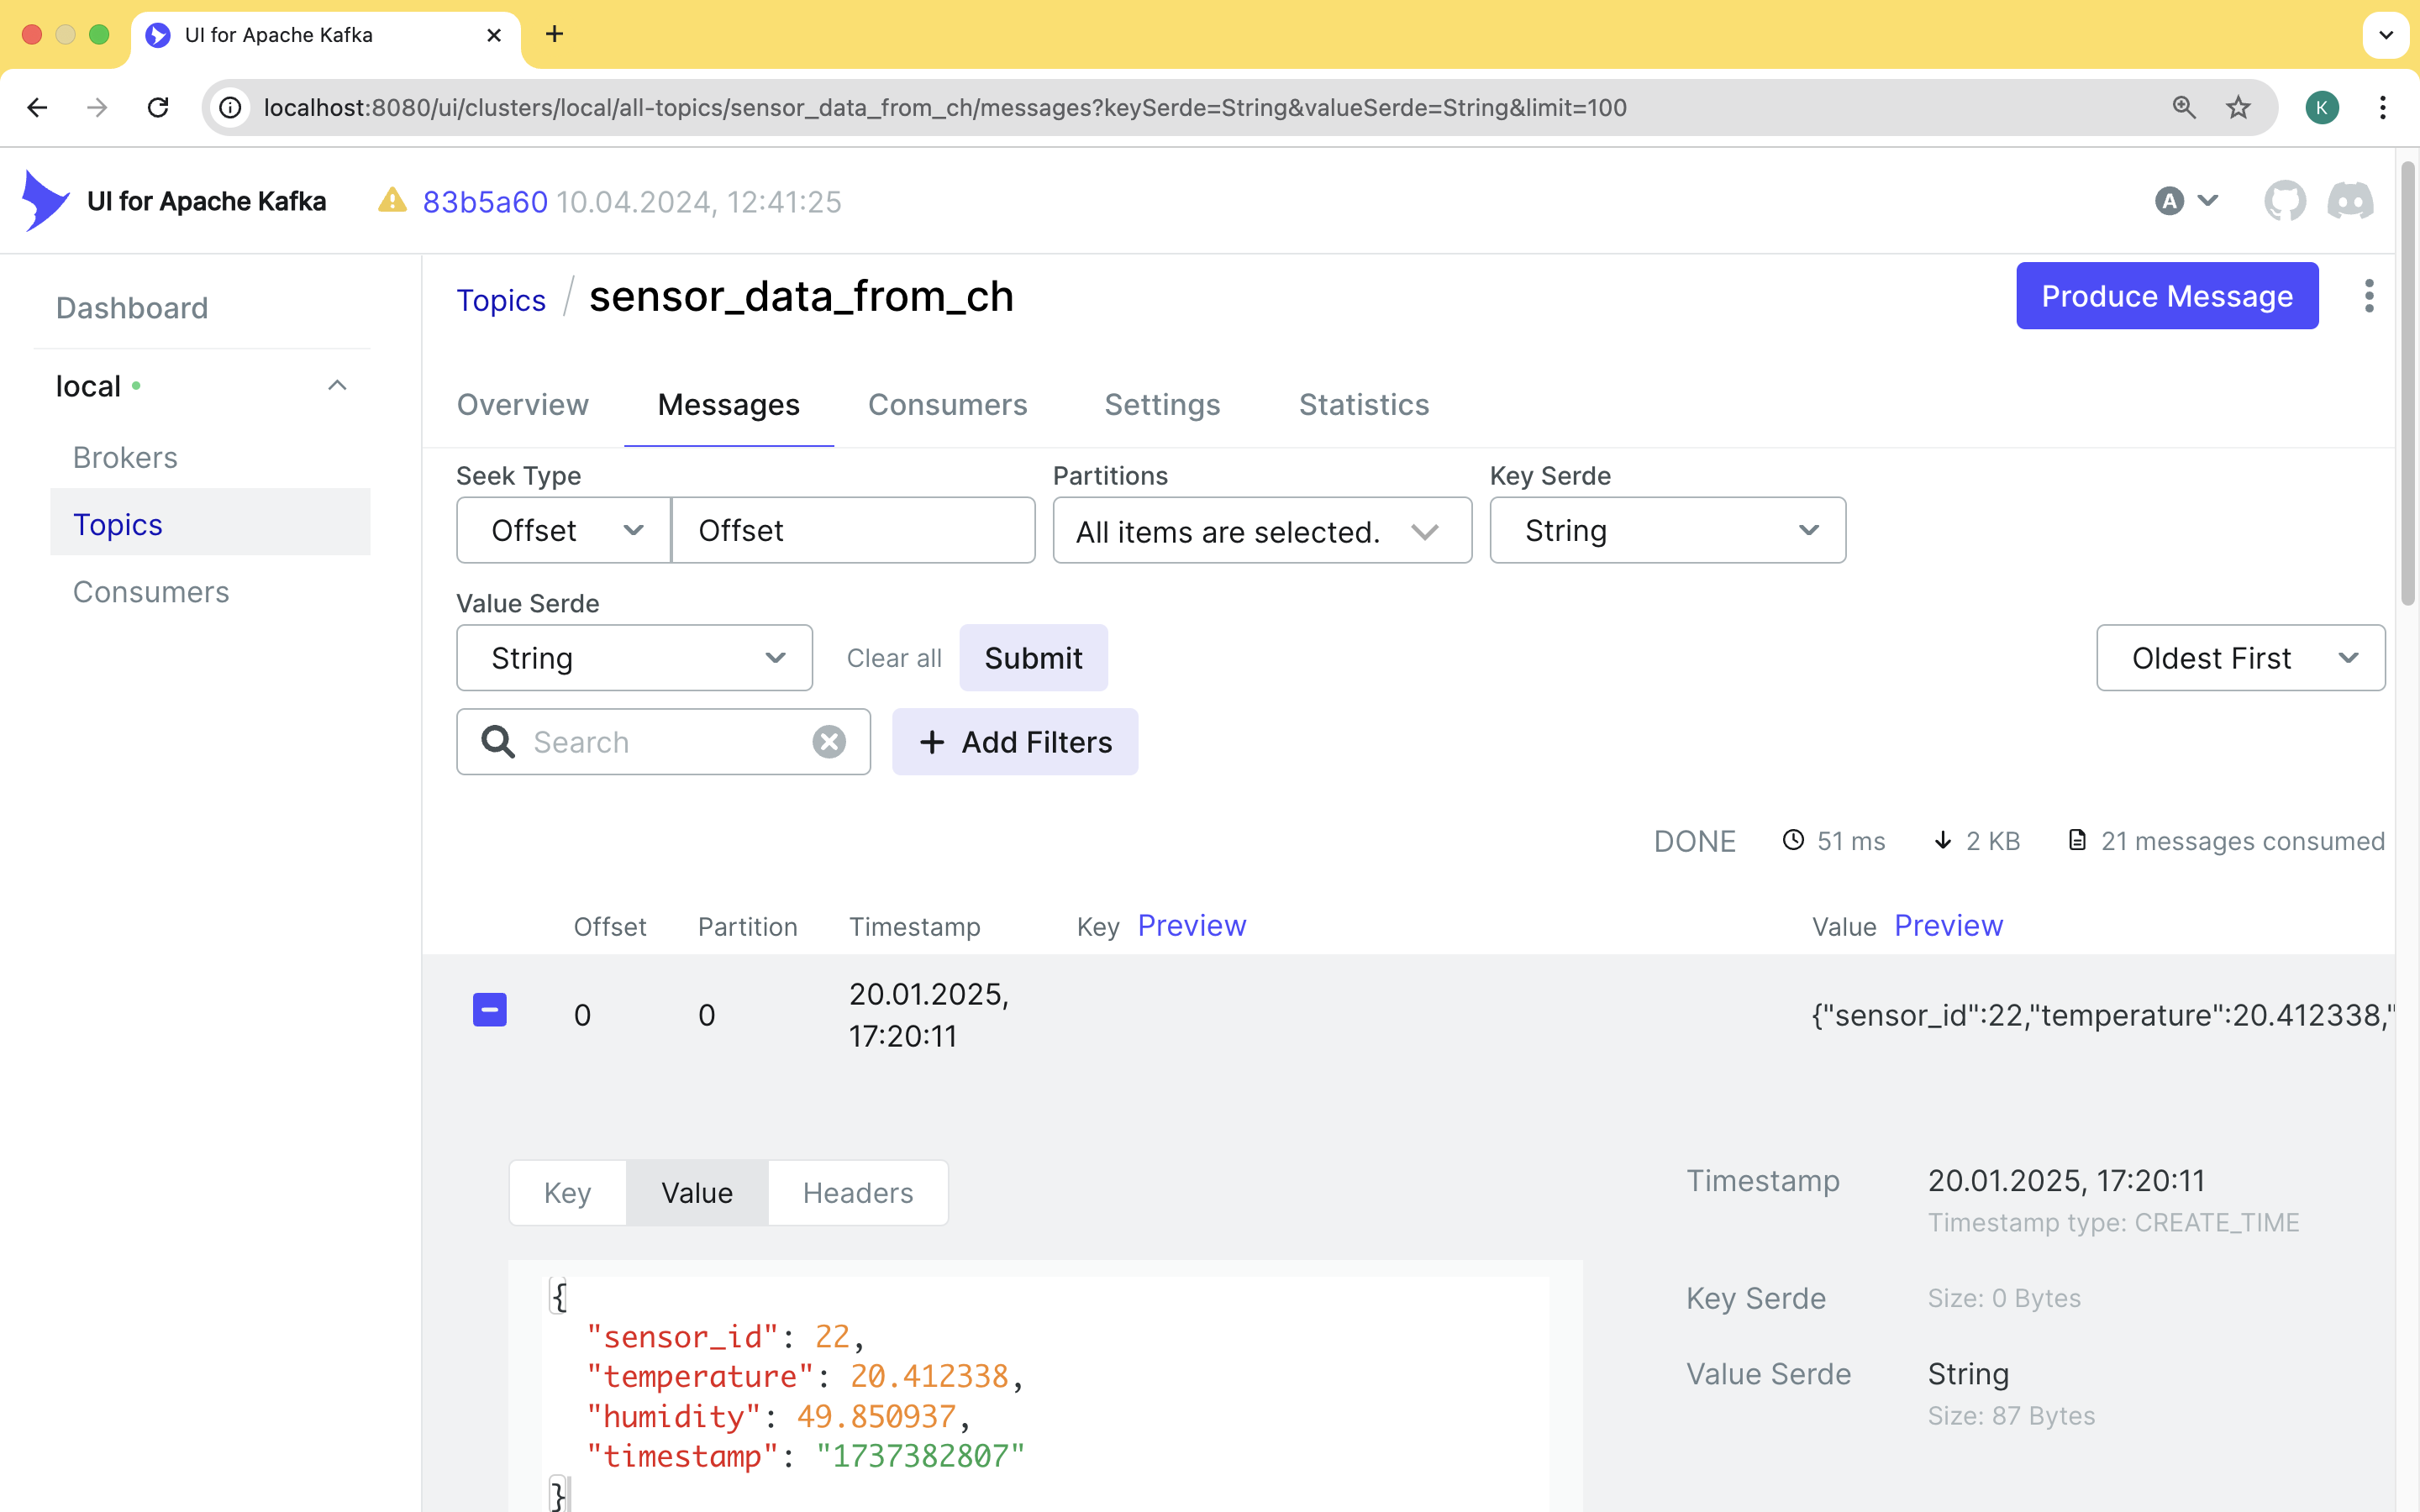 UI for Apache Kafka
localhost:8080/ui/clusters/local/all-topics/sensor_data_from_ch/messages?keySerde=String&valueSerde=String&limit=100
K
UI for Apache Kafka 83b5a60 10.04.2024, 12:41:25
A
Dashboard
local
Brokers
Topics
Consumers
Topics / sensor_data_from_ch
Produce Message
Overview Messages Consumers Settings Statistics
Seek Type Partitions Key Serde
Offset Offset All items are selected. String
Value Serde
String Clear all Submit Oldest First
Search + Add Filters
DONE 51 ms 2 KB 21 messages consumed
Offset Partition Timestamp Key Preview Value Preview
0 0 20.01.2025, 17:20:11 {"sensor_id":22,"temperature":20.412338,"
Key Value Headers
{
"sensor_id": 22,
"temperature": 20.412338,
"humidity": 49.850937,
"timestamp": "1737382807"
}
Timestamp 20.01.2025, 17:20:11
Timestamp type: CREATE_TIME
Key Serde Size: 0 Bytes
Value Serde String
Size: 87 Bytes